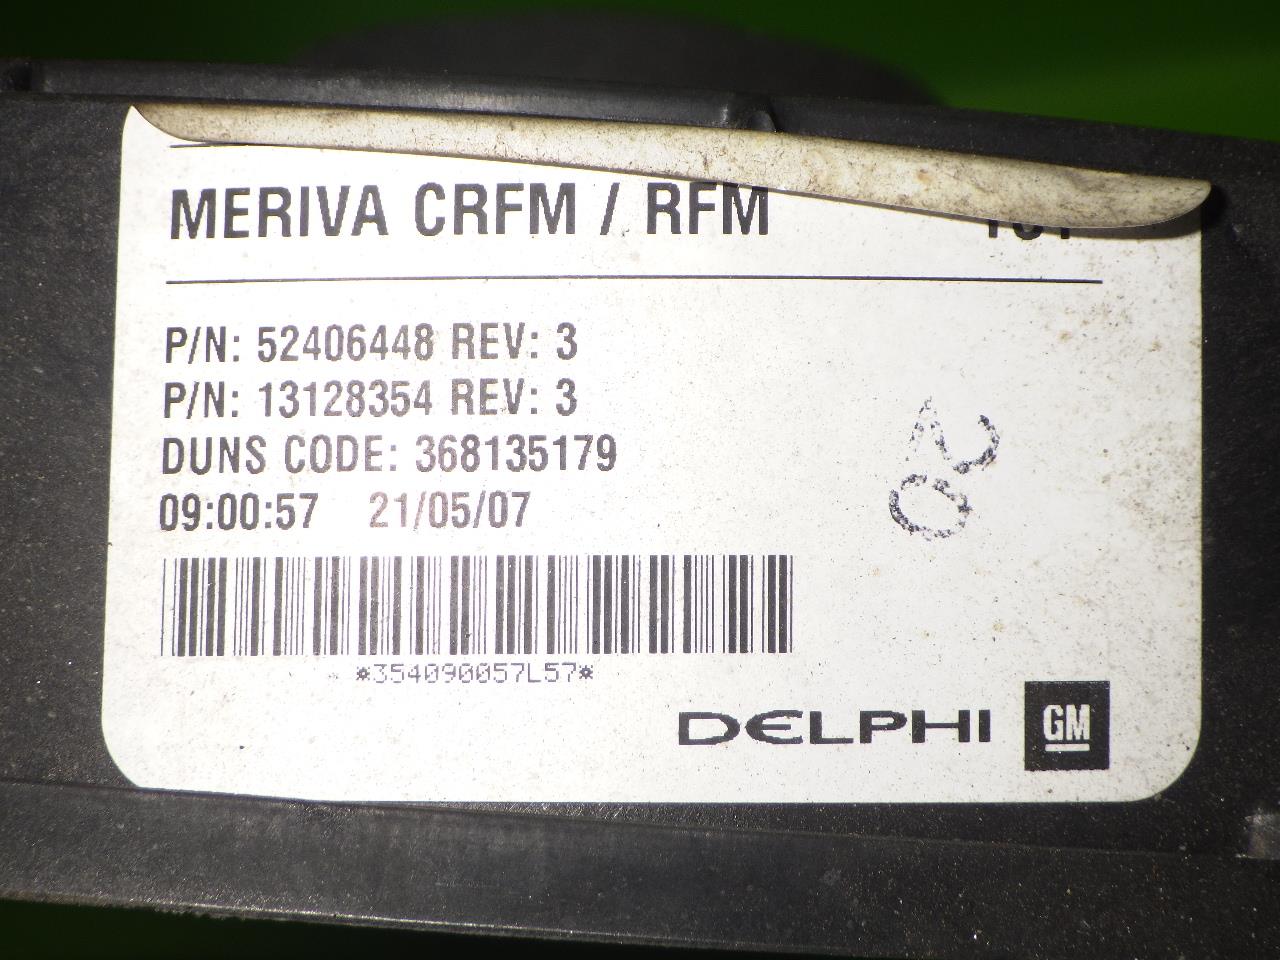 MERIVA CRFM / RFM
P/N: 52406448 REV: 3
P/N: 13128354 REV: 3
DUNS CODE: 368135179
09:00:57 21/05/07
*354090057L57*
DELPHI GM